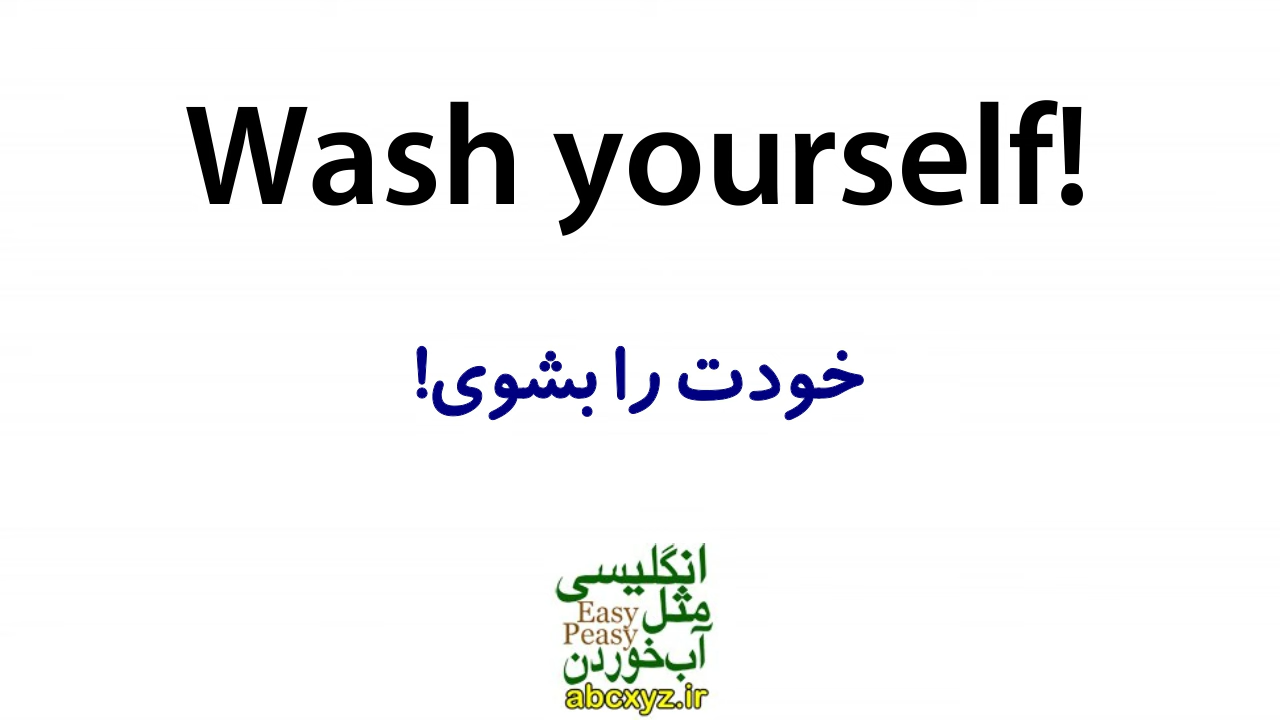 Wash yourself!
خودت را بشوی!
انگلیسی
مثل Easy
Peasy
آب خوردن
abcxyz.ir